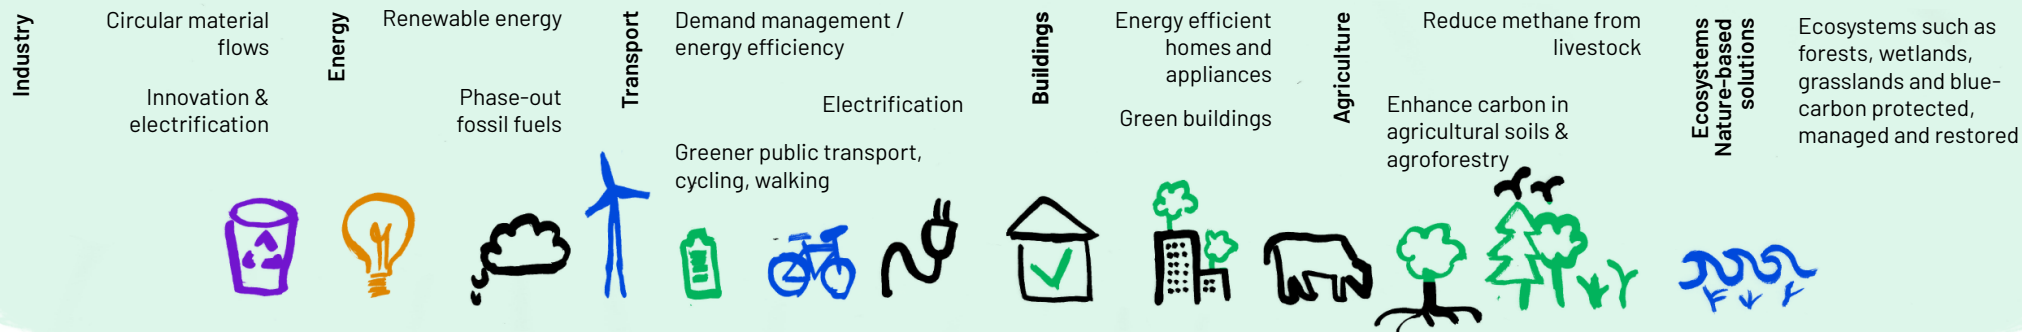 Industry
Circular material
flows
Innovation &
electrification
Energy
Renewable energy
Phase-out
fossil fuels
Transport
Demand management /
energy efficiency
Electrification
Greener public transport,
cycling, walking
Buildings
Energy efficient
homes and
appliances
Green buildings
Agriculture
Reduce methane from
livestock
Enhance carbon in
agricultural soils &
agroforestry
Ecosystems
Nature-based
solutions
Ecosystems such as
forests, wetlands,
grasslands and blue-
carbon protected,
managed and restored